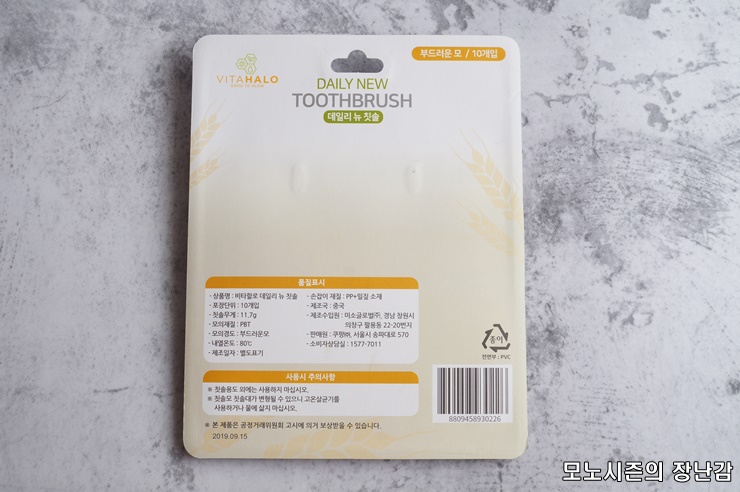 VITAHALO
부드러운 모 / 10개입
DAILY NEW
TOOTHBRUSH
데일리 뉴 칫솔
품질표시
· 상품명 : 비타할로 데일리 뉴 칫솔
· 포장단위 : 10개입
· 칫솔무게 : 11.7g
· 모의재질 : PBT
· 모의경도 : 부드러운모
· 내열온도 : 80℃
· 제조일자 : 별도표기
· 손잡이 재질 : PP+밀짚 소재
· 제조국 : 중국
· 제조수입원 : 미소글로벌㈜, 경남 창원시
의창구 팔용동 22-20번지
· 판매원 : 쿠팡㈜, 서울시 송파대로 570
· 소비자상담실 : 1577-7011
사용시 주의사항
※ 칫솔용도 외에는 사용하지 마십시오.
※ 칫솔모 칫솔대가 변형될 수 있으니 고온살균기를
사용하거나 물에 삶지 마십시오.
※ 본 제품은 공정거래위원회 고시에 의거 보상받을 수 있습니다.
2019.09.15
종이
전면부 : PVC
8809458930226
모노시즌의 장난감